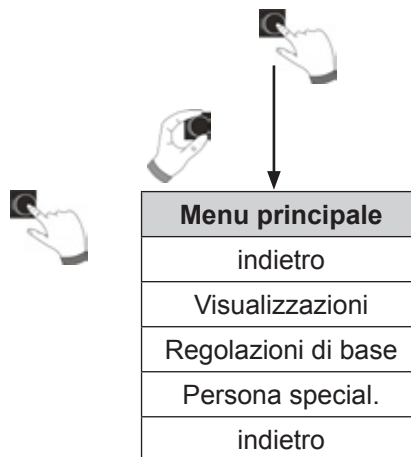 Menu principale
indietro
Visualizzazioni
Regolazioni di base
Persona special.
indietro